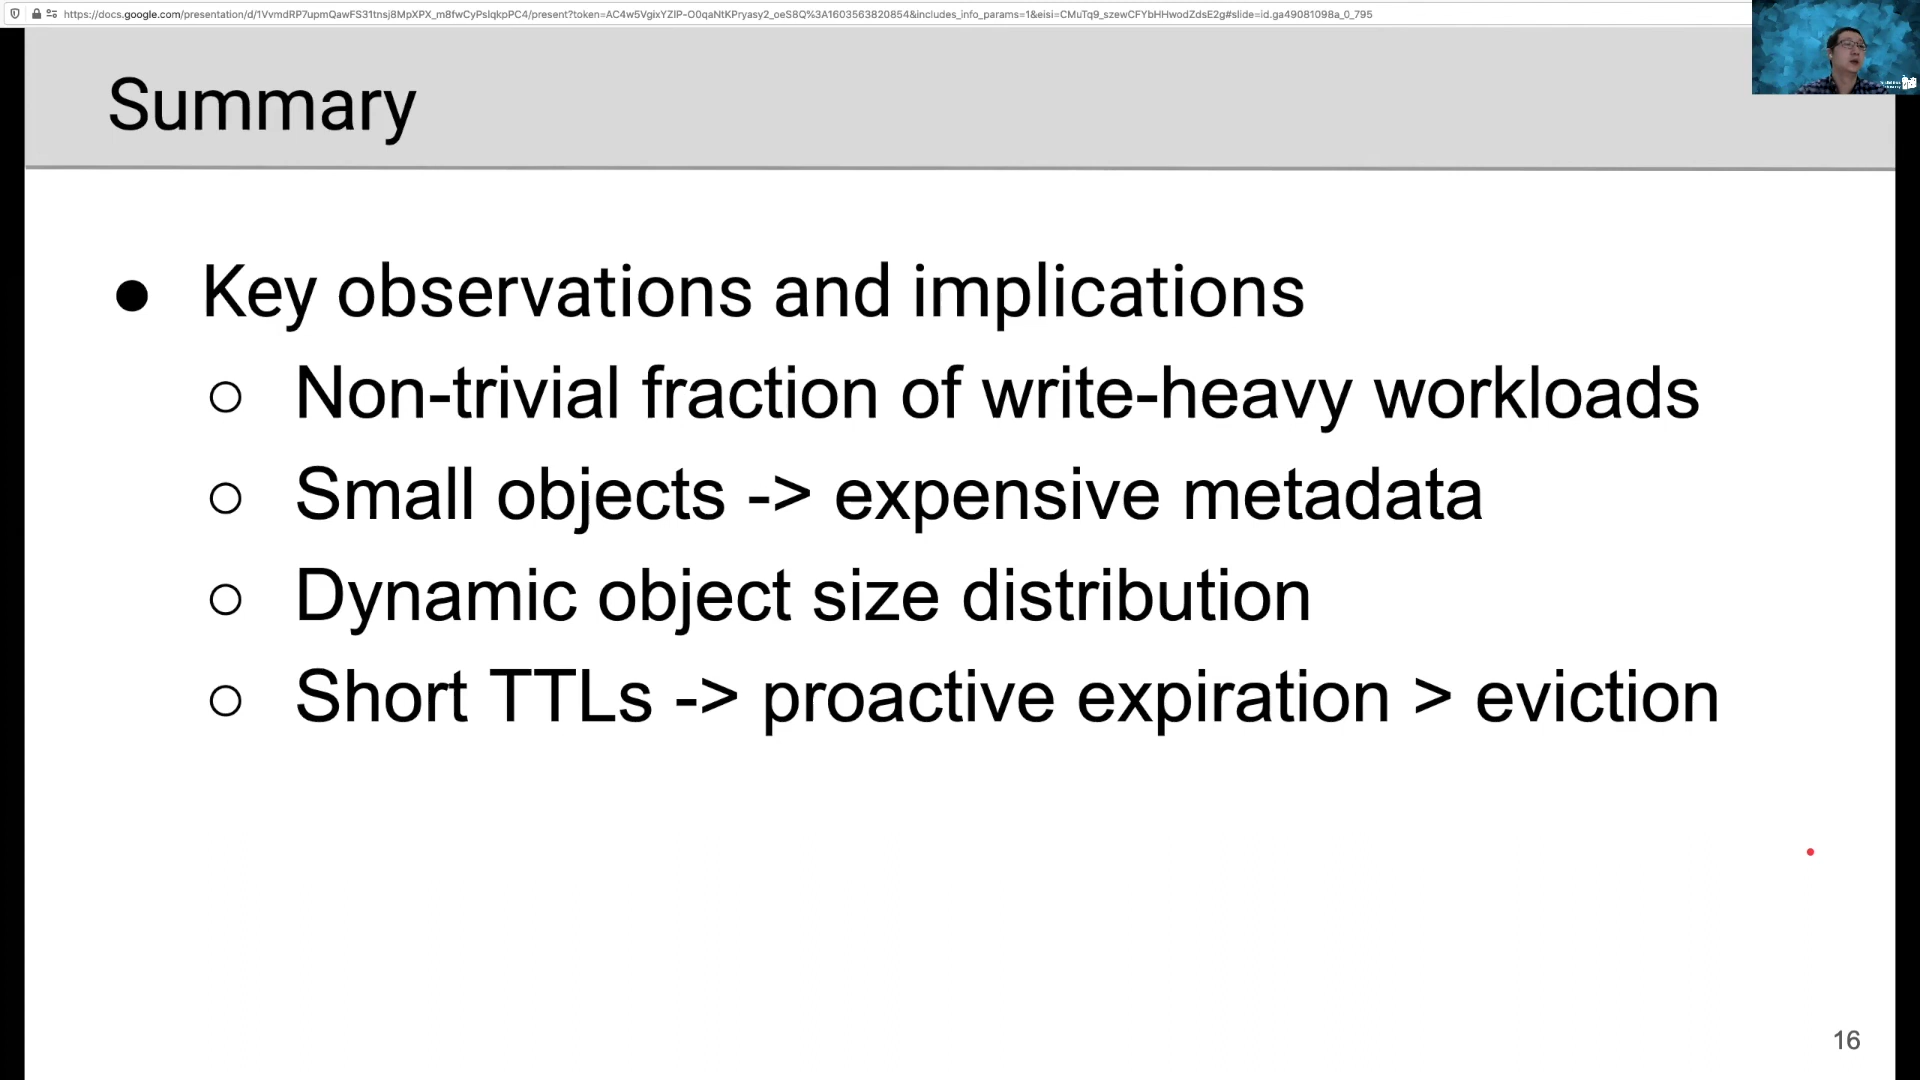 https://docs.google.com/presentation/d/1VvmdRP7upmQawFS31tnsj8MpXPX_m8fwCyPslqkpPC4/present?token=AC4w5VgixYZlP-O0qaNtKPryasy2_oeS8Q%3A1603563820854&includes_info_params=1&eisi=CMuTq9_szewCFYbHHwodZdsE2g#slide=id.ga49081098a_0_795
Summary
● Key observations and implications
○ Non-trivial fraction of write-heavy workloads
○ Small objects -> expensive metadata
○ Dynamic object size distribution
○ Short TTLs -> proactive expiration > eviction
16